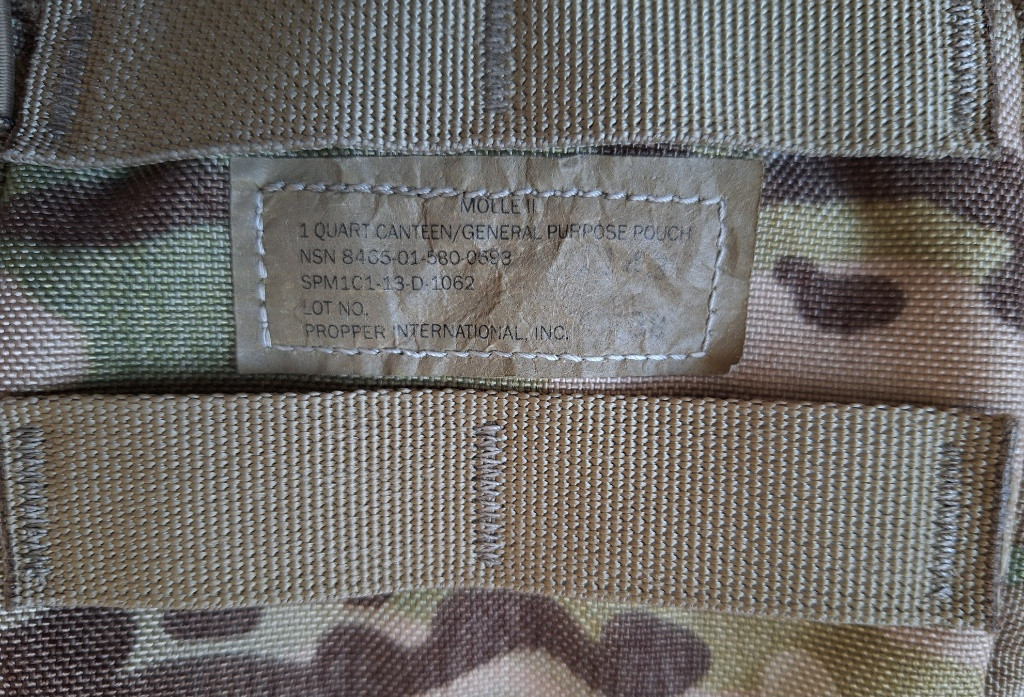 MOLLE II
1 QUART CANTEEN/GENERAL PURPOSE POUCH
NSN 8465-01-580-0693
SPM1C1-13-D-1062
LOT NO.
PROPPER INTERNATIONAL, INC.